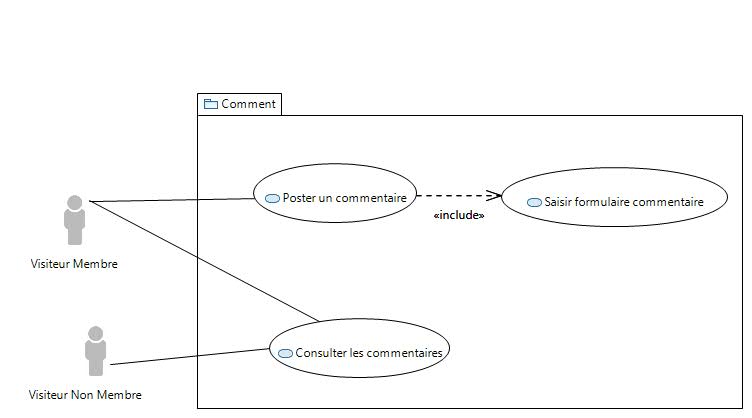 Comment
Poster un commentaire
Saisir formulaire commentaire
«include»
Visiteur Membre
Consulter les commentaires
Visiteur Non Membre